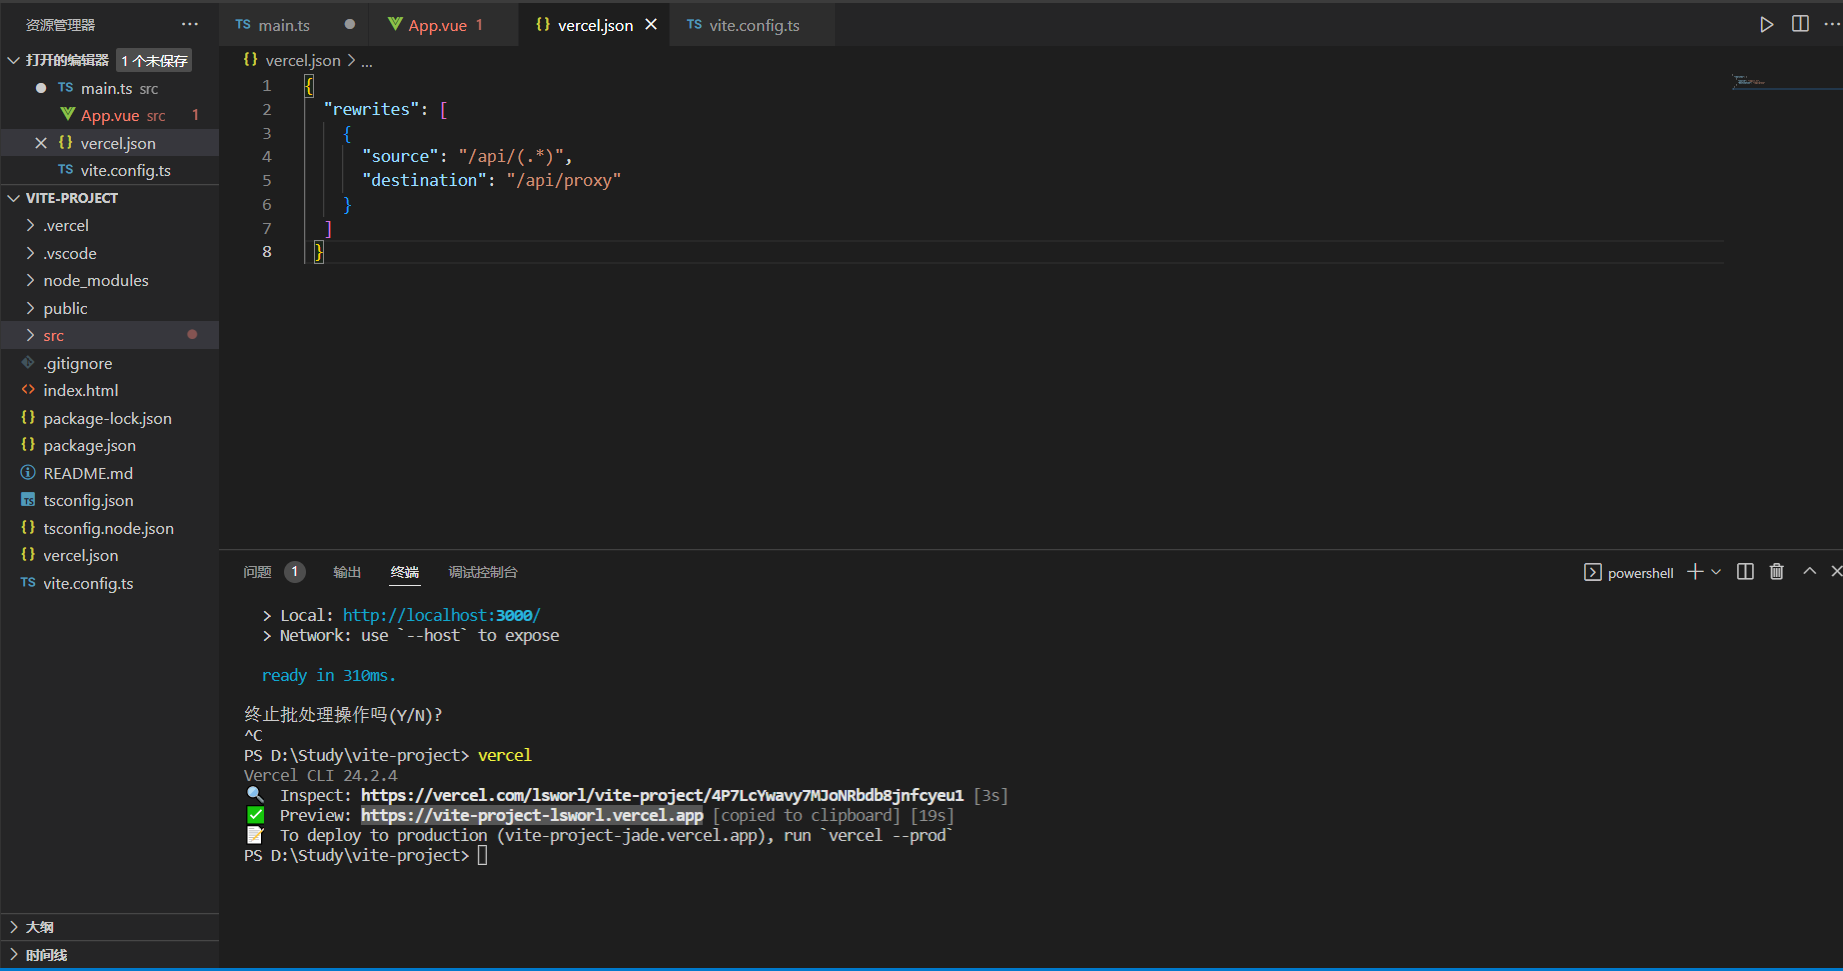 资源管理器
打开的编辑器 1 个未保存
main.ts src
App.vue src 1
vercel.json
vite.config.ts
VITE-PROJECT
.vercel
.vscode
node_modules
public
src
.gitignore
index.html
package-lock.json
package.json
README.md
tsconfig.json
tsconfig.node.json
vercel.json
vite.config.ts
大纲
时间线
TS main.ts
App.vue 1
{} vercel.json
TS vite.config.ts
{} vercel.json > ...
1 {
2 "rewrites": [
3 {
4 "source": "/api/(.*)",
5 "destination": "/api/proxy"
6 }
7 ]
8 }
问题 1 输出 终端 调试控制台
powershell
> Local: http://localhost:3000/
> Network: use `--host` to expose
ready in 310ms.
终止批处理操作吗(Y/N)?
^C
PS D:\Study\vite-project> vercel
Vercel CLI 24.2.4
🔍 Inspect: https://vercel.com/lsworl/vite-project/4P7LcYwavy7MJoNRbdb8jnfcyeu1 [3s]
✅ Preview: https://vite-project-lsworl.vercel.app [copied to clipboard] [19s]
📝 To deploy to production (vite-project-jade.vercel.app), run `vercel --prod`
PS D:\Study\vite-project>